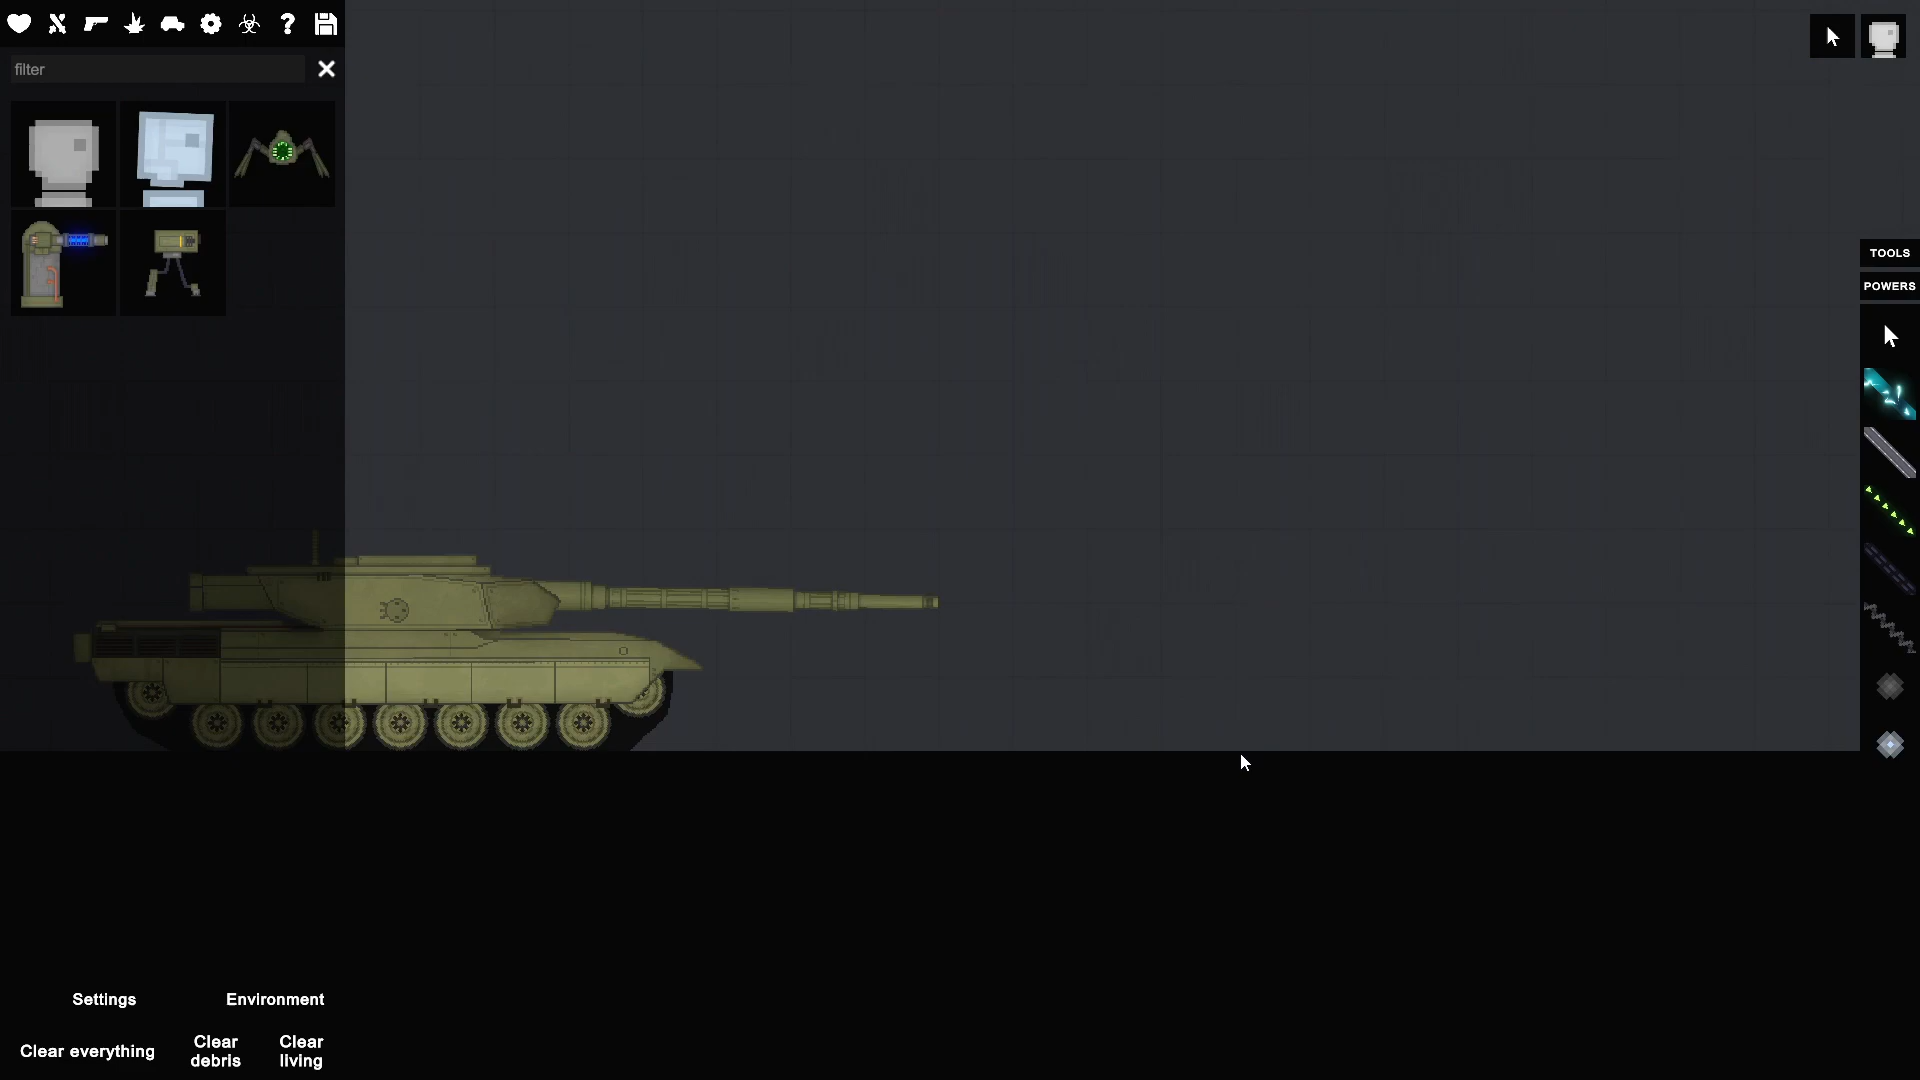 filter
TOOLS
POWERS
Settings
Environment
Clear everything
Clear
debris
Clear
living